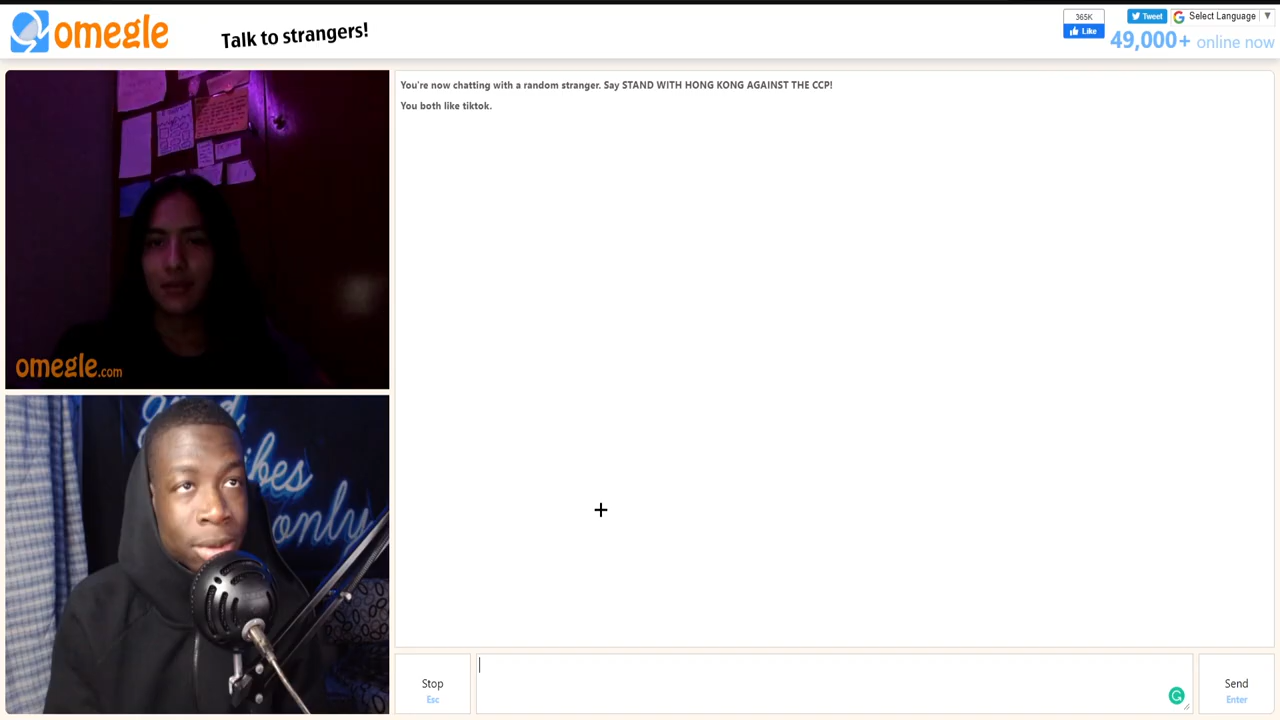 omegle
Talk to strangers!
365K
Like
Tweet
Select Language
49,000+ online now
You're now chatting with a random stranger. Say STAND WITH HONG KONG AGAINST THE CCP!
You both like tiktok.
omegle.com
good
vibes
only
Stop
Esc
Send
Enter